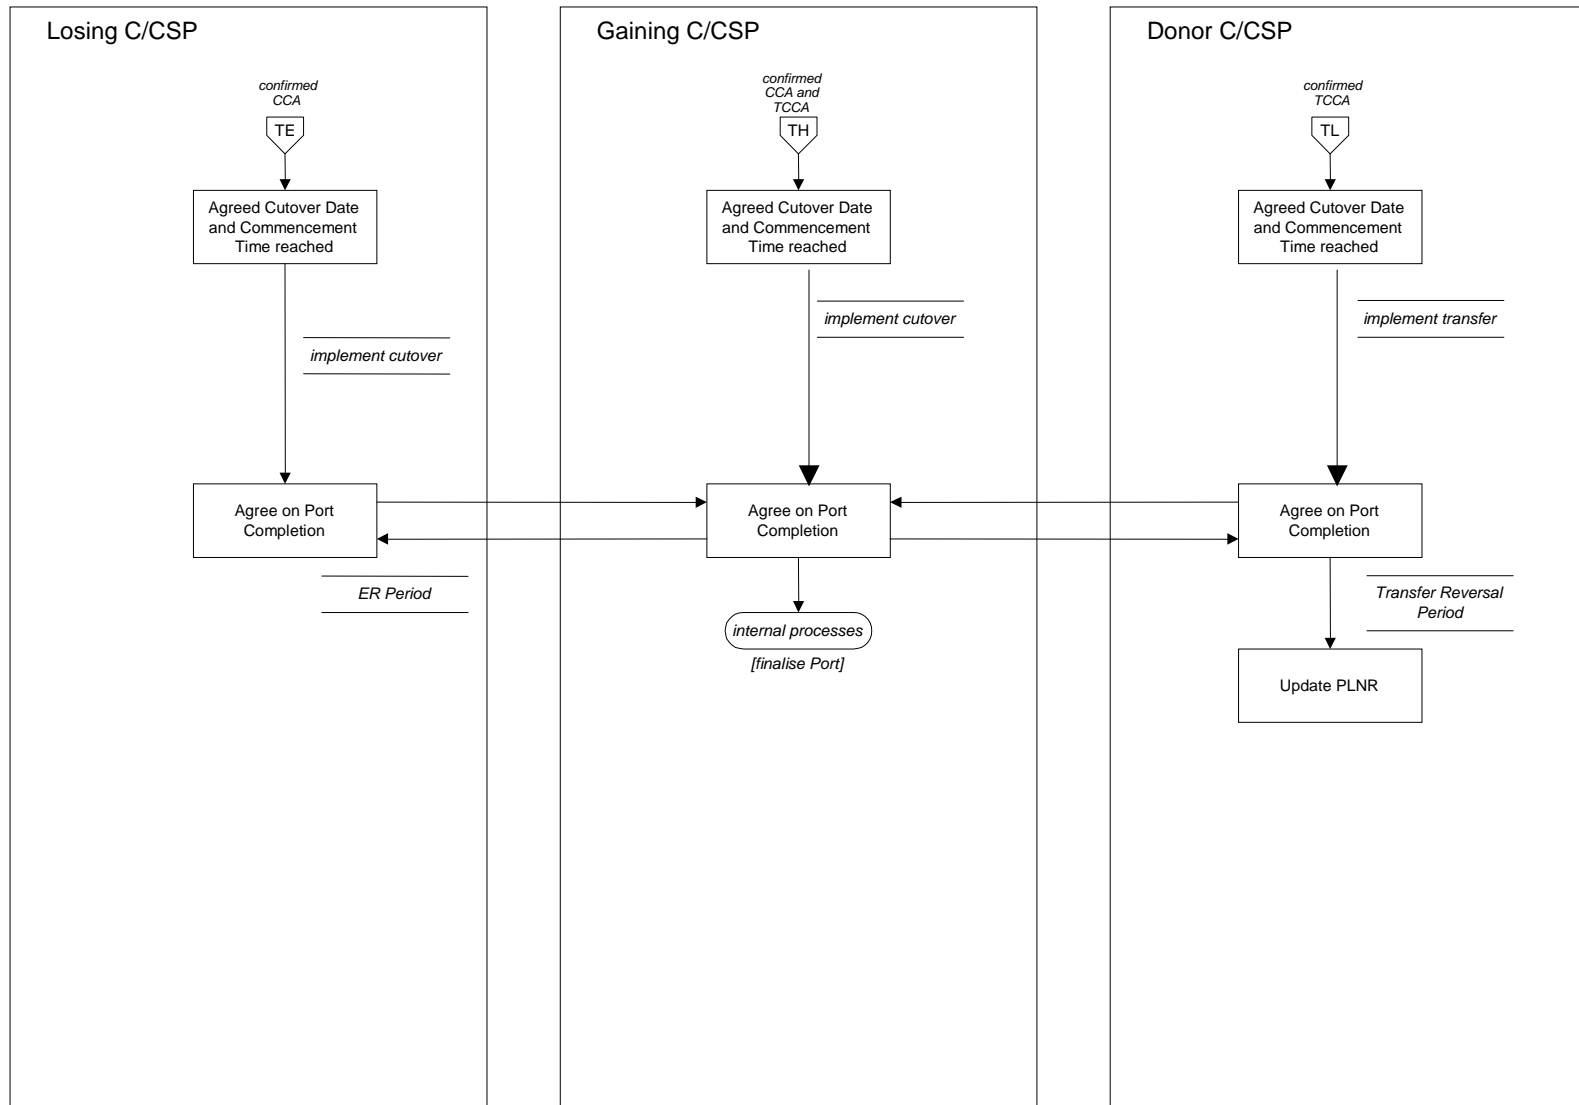 Losing C/CSP
Gaining C/CSP
Donor C/CSP
confirmed
CCA
TE
confirmed
CCA and
TCCA
TH
confirmed
TCCA
TL
Agreed Cutover Date
and Commencement
Time reached
Agreed Cutover Date
and Commencement
Time reached
Agreed Cutover Date
and Commencement
Time reached
implement cutover
implement cutover
implement transfer
Agree on Port
Completion
Agree on Port
Completion
Agree on Port
Completion
ER Period
internal processes
[finalise Port]
Transfer Reversal
Period
Update PLNR